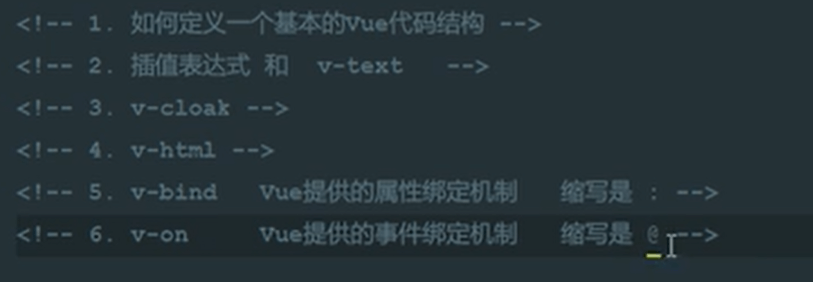 <!-- 1. 如何定义一个基本的Vue代码结构 -->
<!-- 2. 插值表达式 和  v-text   -->
<!-- 3. v-cloak -->
<!-- 4. v-html -->
<!-- 5. v-bind   Vue提供的属性绑定机制   缩写是 : -->
<!-- 6. v-on     Vue提供的事件绑定机制   缩写是 @ -->